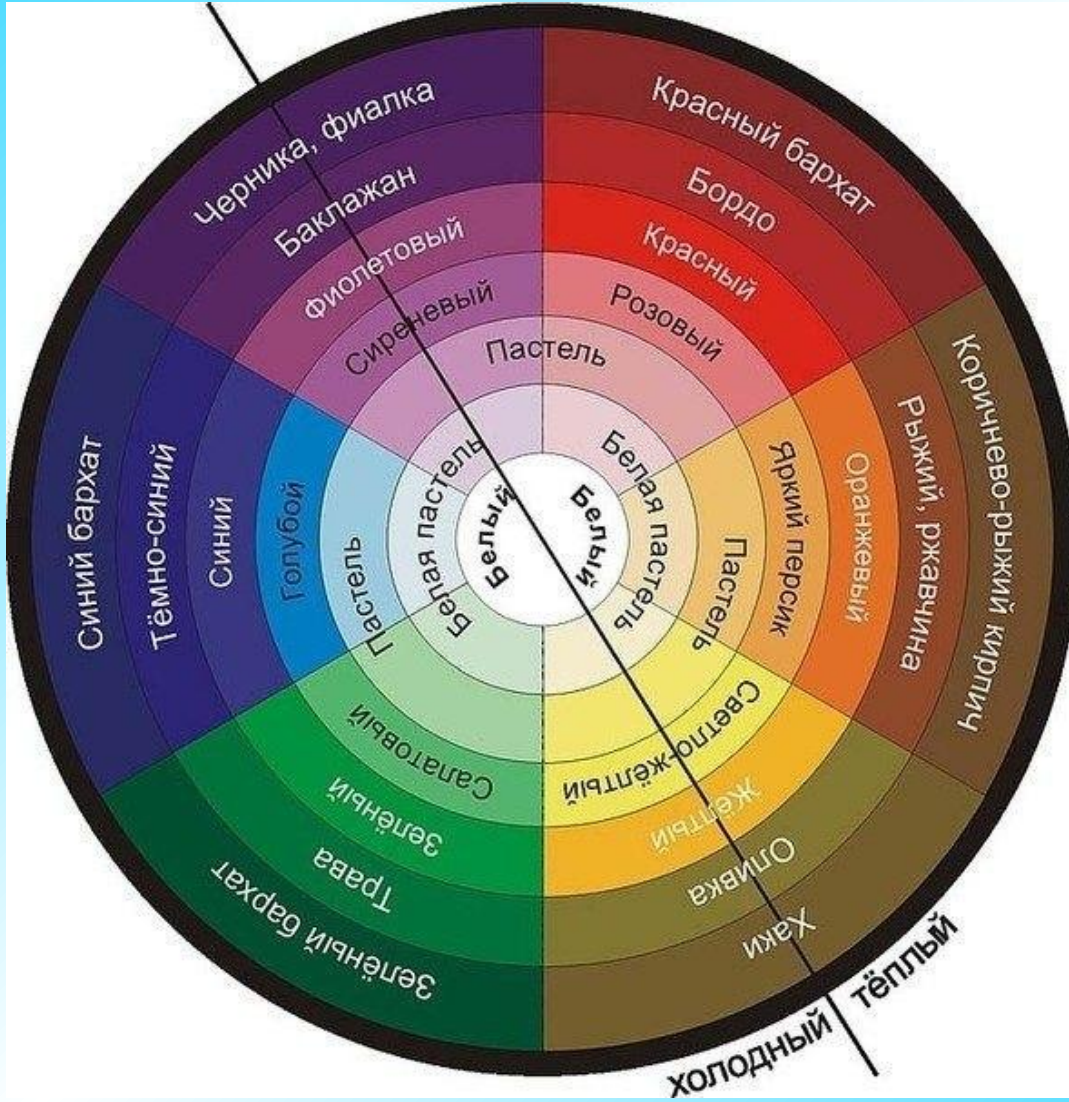 Черника, фиалка
Баклажан
Фиолетовый
Сиреневый
Красный бархат
Бордо
Красный
Розовый
Пастель
Белая пастель
Белый
Коричнево-рыжий кирпич
Рыжий, ржавчина
Оранжевый
Яркий персик
Пастель
Белая пастель
Белый
Синий бархат
Тёмно-синий
Синий
Голубой
Пастель
Светло-жёлтый
Жёлтый
Оливка
Хаки
Салатовый
Зелёный
Трава
Зелёный бархат
холодный
тёплый